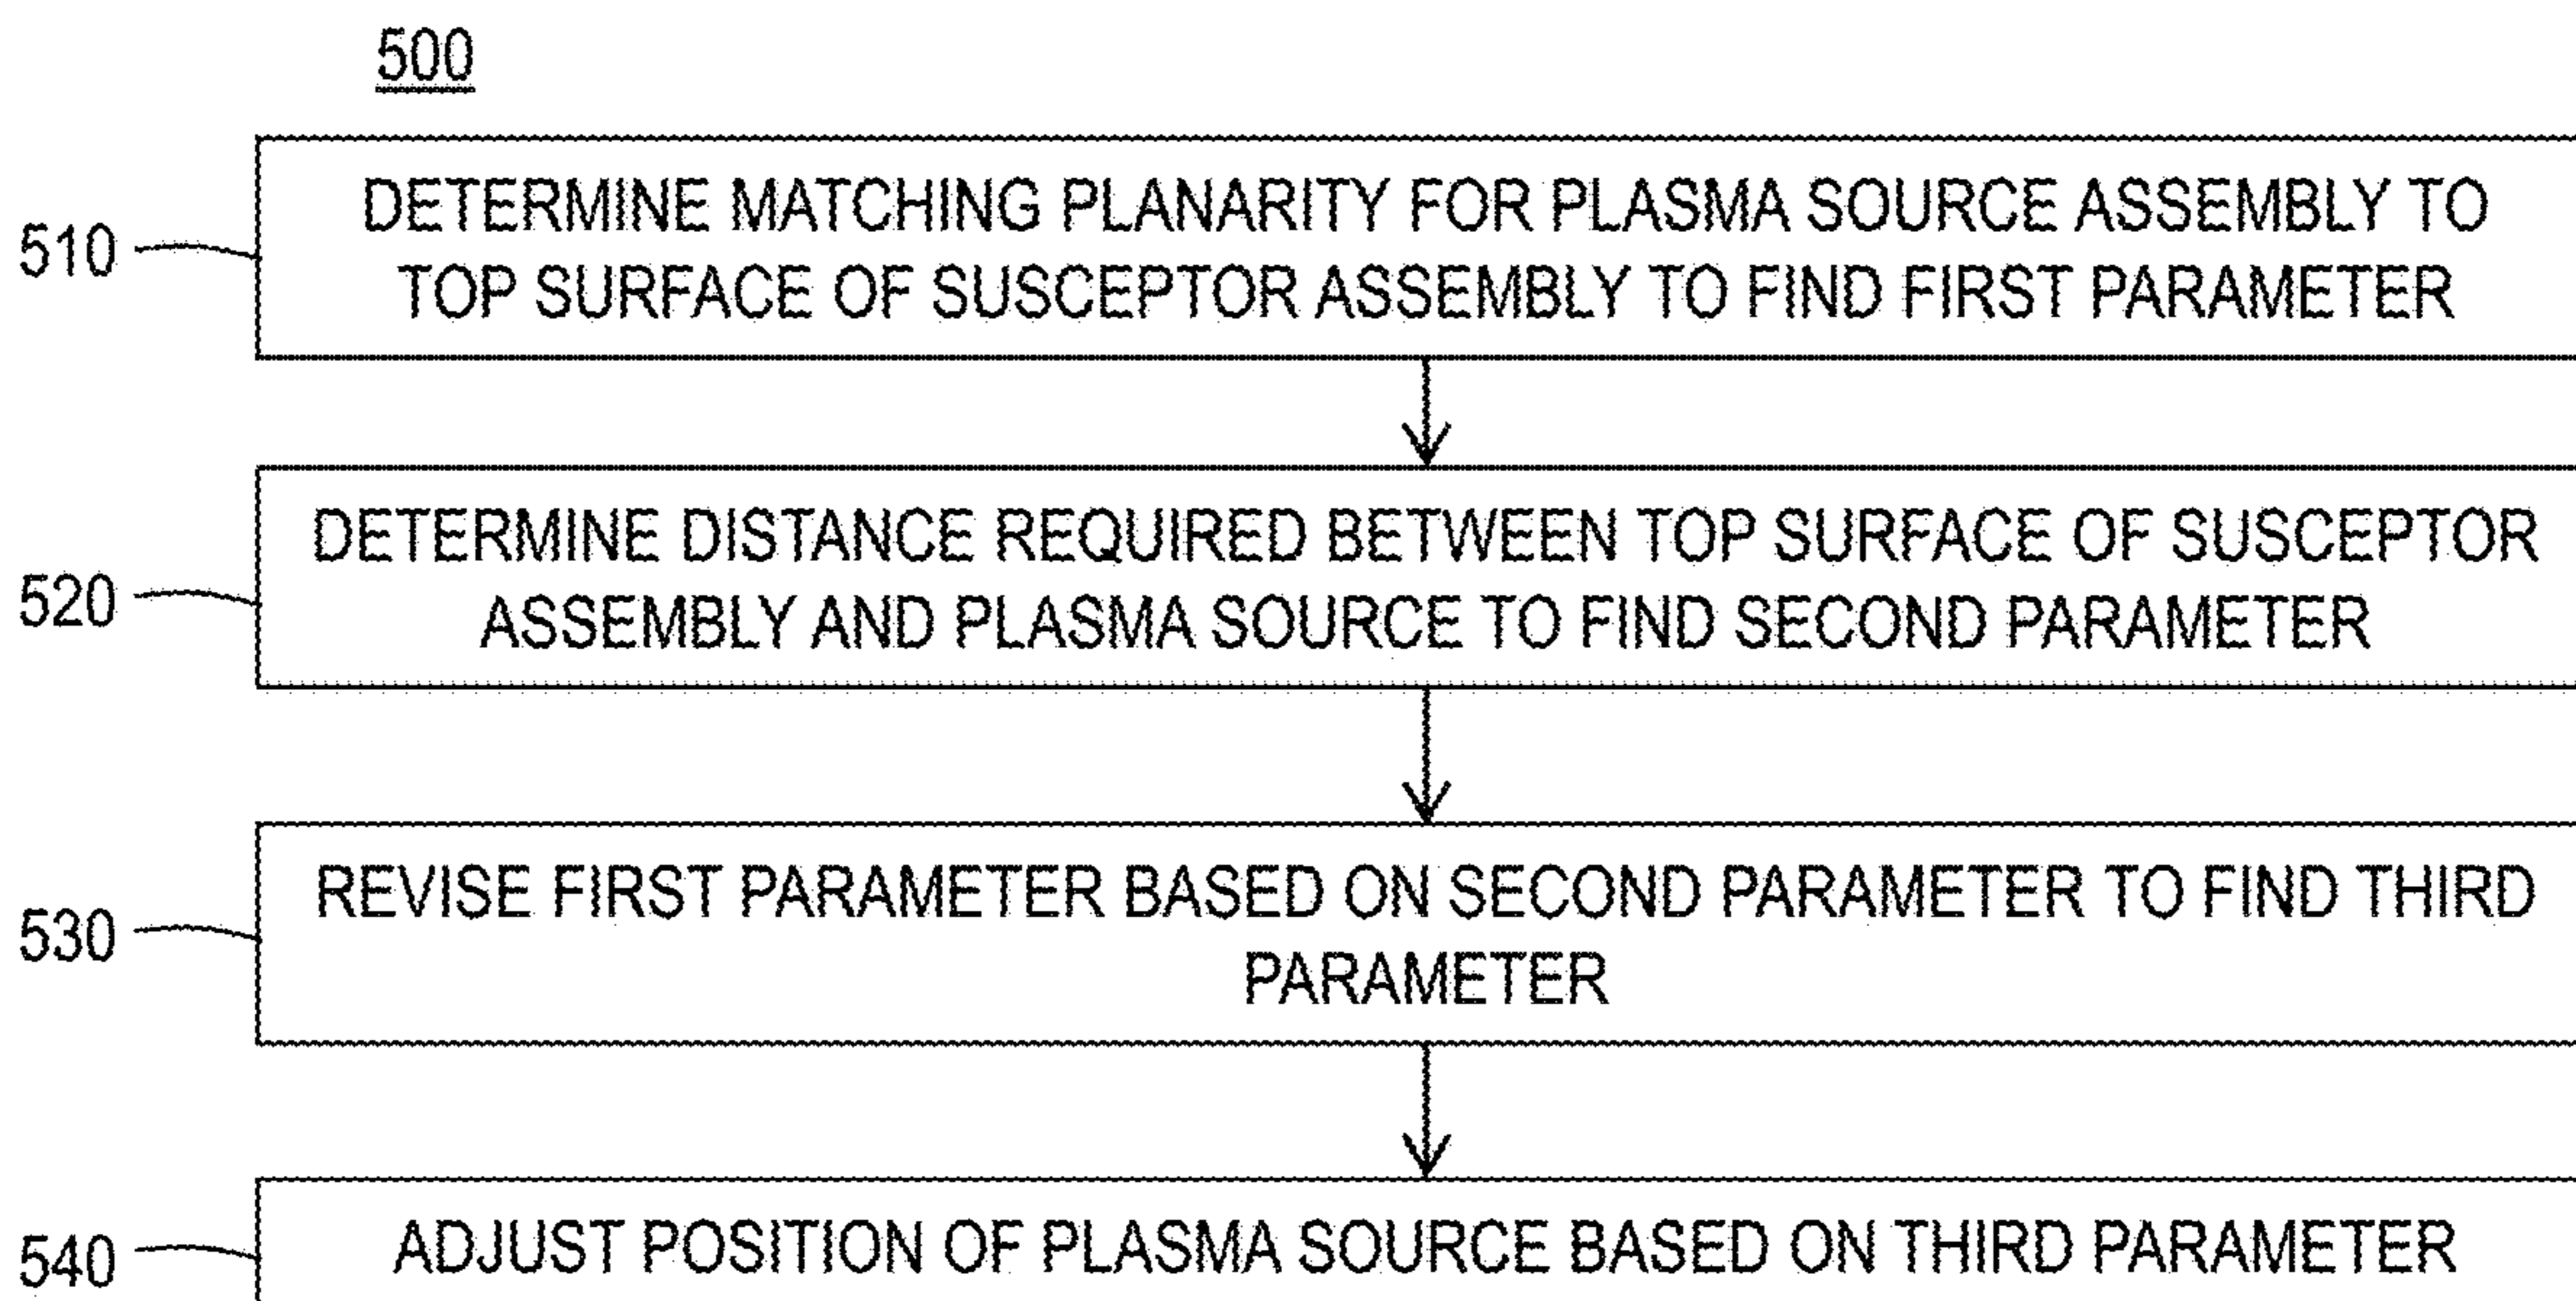 500
510
DETERMINE MATCHING PLANARITY FOR PLASMA SOURCE ASSEMBLY TO
TOP SURFACE OF SUSCEPTOR ASSEMBLY TO FIND FIRST PARAMETER
520
DETERMINE DISTANCE REQUIRED BETWEEN TOP SURFACE OF SUSCEPTOR
ASSEMBLY AND PLASMA SOURCE TO FIND SECOND PARAMETER
530
REVISE FIRST PARAMETER BASED ON SECOND PARAMETER TO FIND THIRD
PARAMETER
540
ADJUST POSITION OF PLASMA SOURCE BASED ON THIRD PARAMETER